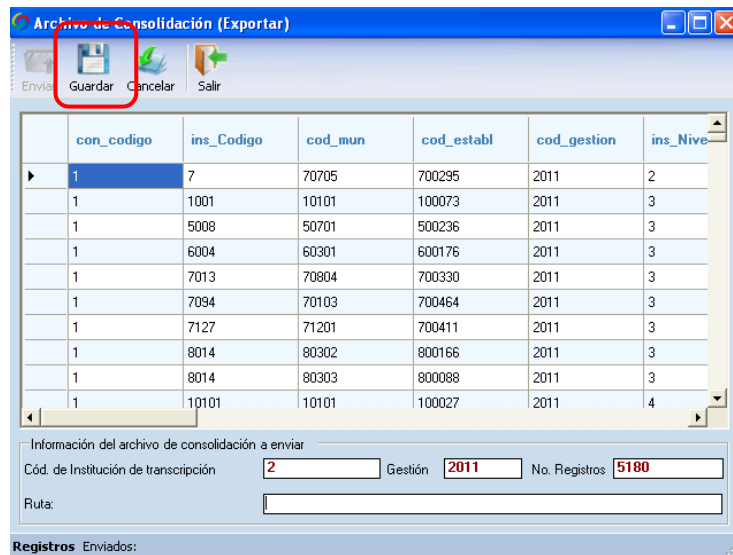 Archivo de Consolidación (Exportar)
Enviar Guardar Cancelar Salir
con_codigo ins_Codigo cod_mun cod_establ cod_gestion ins_Nive
1 7 70705 700295 2011 2
1 1001 10101 100073 2011 3
1 5008 50701 500236 2011 3
1 6004 60301 600176 2011 3
1 7013 70804 700330 2011 3
1 7094 70103 700464 2011 3
1 7127 71201 700411 2011 3
1 8014 80302 800166 2011 3
1 8014 80303 800088 2011 3
1 10101 10101 100027 2011 4
Información del archivo de consolidación a enviar
Cód. de Institución de transcripción 2 Gestión 2011 No. Registros 5180
Ruta:
Registros Enviados: